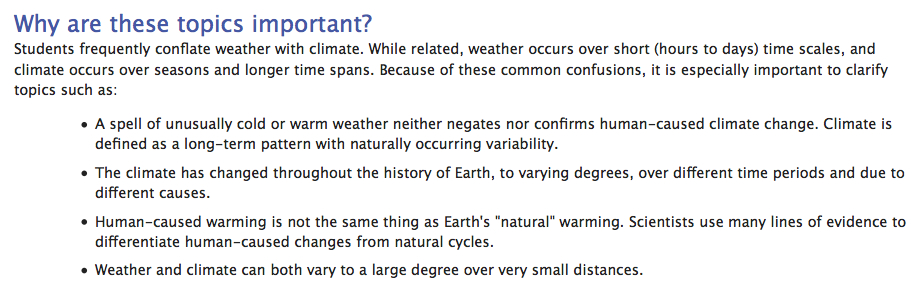 Why are these topics important?
Students frequently conflate weather with climate. While related, weather occurs over short (hours to days) time scales, and
climate occurs over seasons and longer time spans. Because of these common confusions, it is especially important to clarify
topics such as:
• A spell of unusually cold or warm weather neither negates nor confirms human-caused climate change. Climate is
defined as a long-term pattern with naturally occurring variability.
• The climate has changed throughout the history of Earth, to varying degrees, over different time periods and due to
different causes.
• Human-caused warming is not the same thing as Earth's "natural" warming. Scientists use many lines of evidence to
differentiate human-caused changes from natural cycles.
• Weather and climate can both vary to a large degree over very small distances.